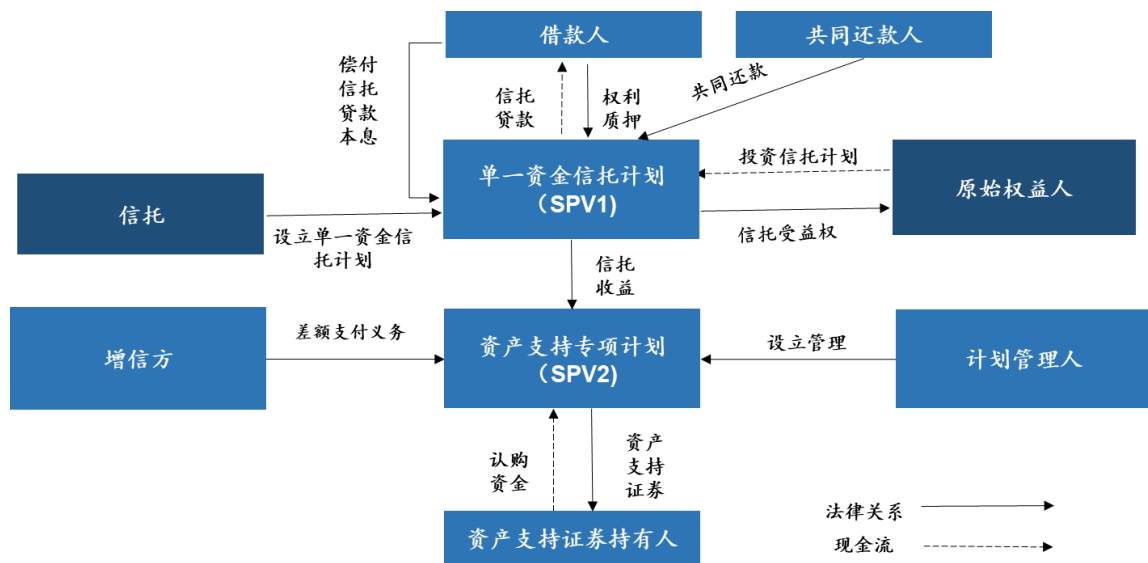 借款人
共同还款人
偿付
信托
贷款
本息
信托
贷款
权利
质押
共同还款
单一资金信托计划
（SPV1)
投资信托计划
原始权益人
信托
设立单一资金信
托计划
信托受益权
信托
收益
增信方
差额支付义务
资产支持专项计划
（SPV2)
设立管理
计划管理人
认购
资金
资产
支持
证券
资产支持证券持有人
法律关系
现金流